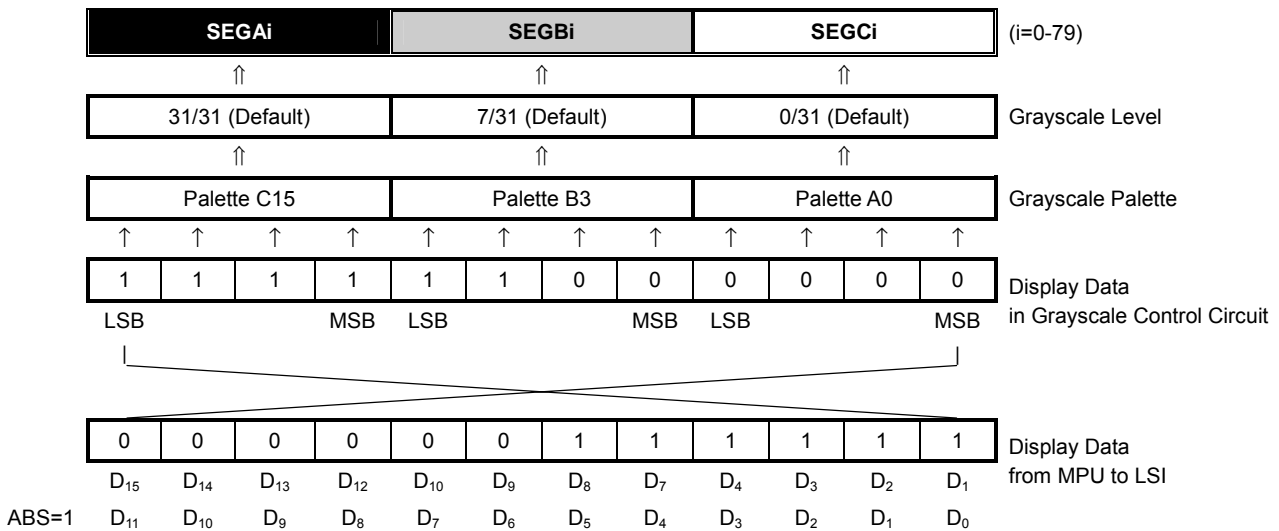 SEGAi SEGBi SEGCi (i=0-79)
⇑ ⇑ ⇑
31/31 (Default) 7/31 (Default) 0/31 (Default) Grayscale Level
⇑ ⇑ ⇑
Palette C15 Palette B3 Palette A0 Grayscale Palette
↑ ↑ ↑ ↑ ↑ ↑ ↑ ↑ ↑ ↑ ↑ ↑
1 1 1 1 1 1 0 0 0 0 0 0 Display Data
LSB MSB LSB MSB LSB MSB in Grayscale Control Circuit
0 0 0 0 0 0 1 1 1 1 1 1 Display Data
D₁₅ D₁₄ D₁₃ D₁₂ D₁₀ D₉ D₈ D₇ D₄ D₃ D₂ D₁ from MPU to LSI
ABS=1 D₁₁ D₁₀ D₉ D₈ D₇ D₆ D₅ D₄ D₃ D₂ D₁ D₀